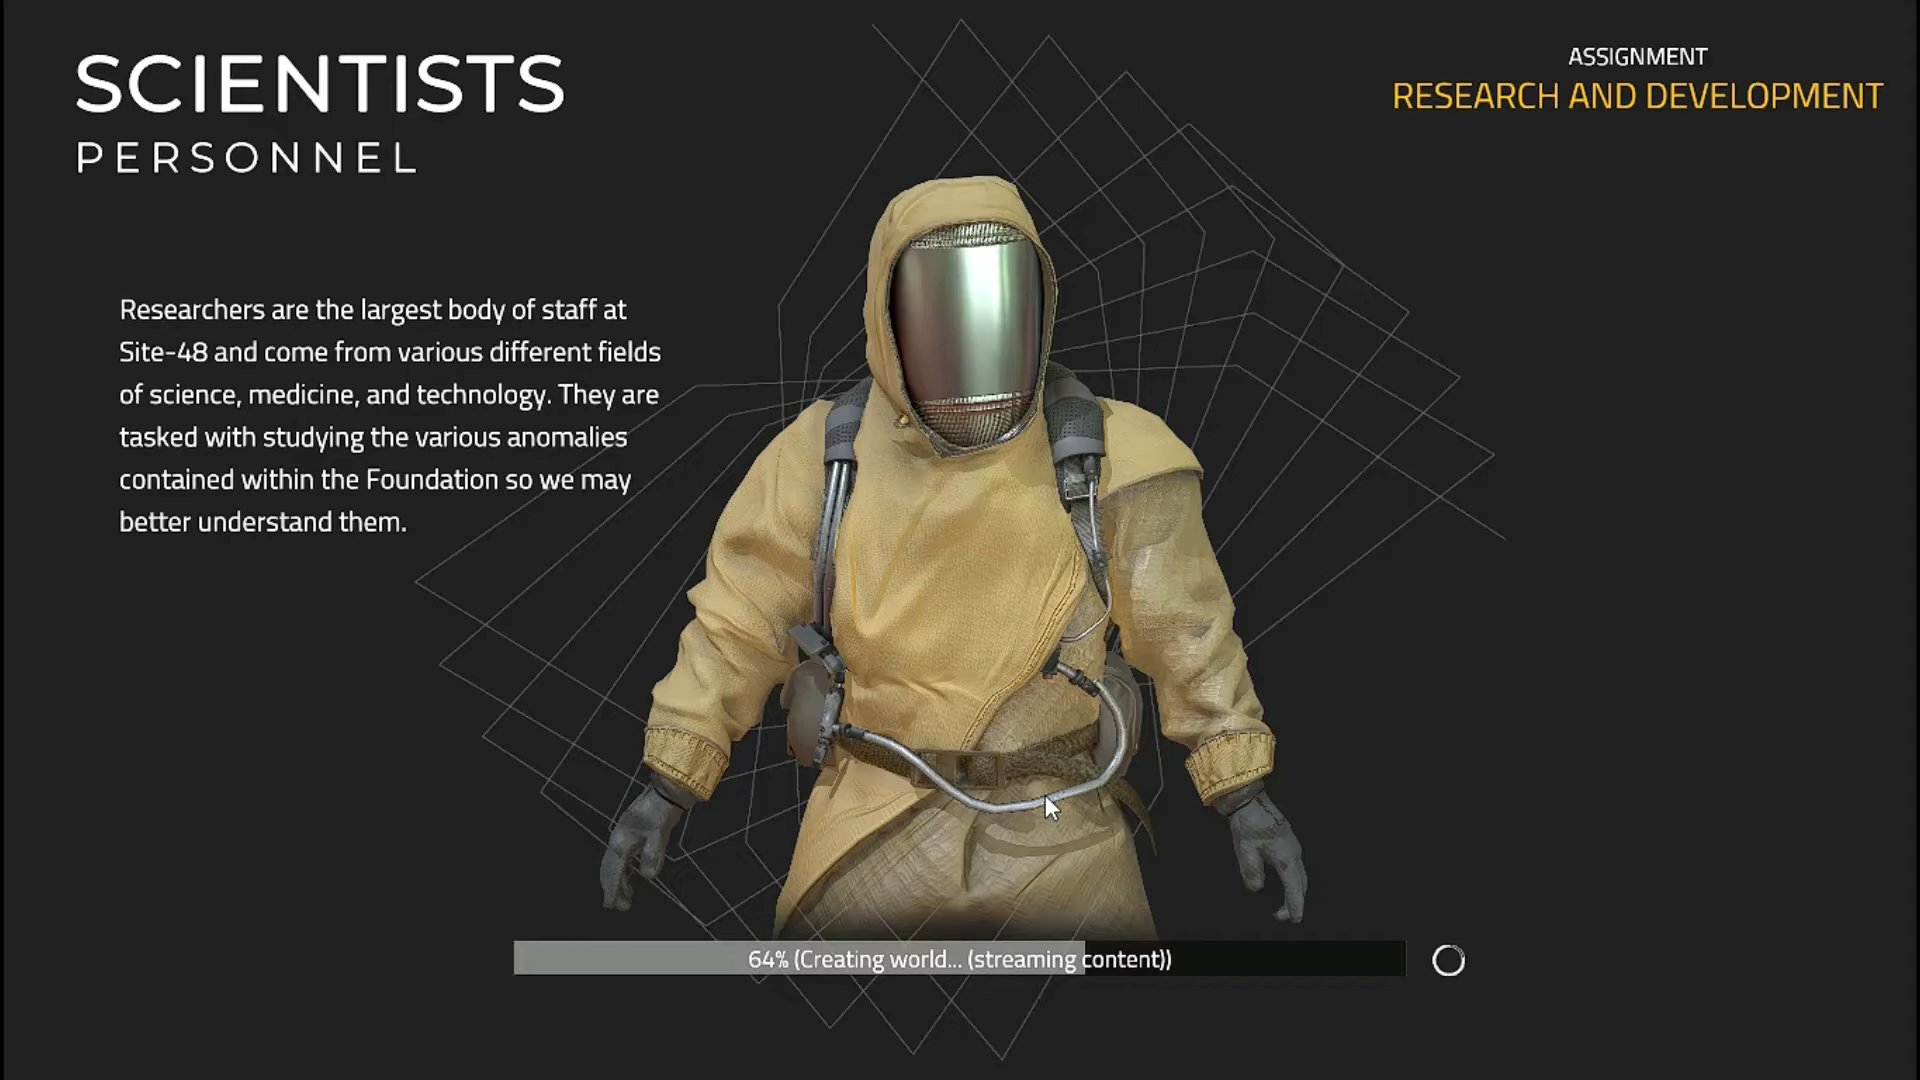 SCIENTISTS
PERSONNEL
ASSIGNMENT
RESEARCH AND DEVELOPMENT
Researchers are the largest body of staff at
Site-48 and come from various different fields
of science, medicine, and technology. They are
tasked with studying the various anomalies
contained within the Foundation so we may
better understand them.
64% (Creating world... (streaming content))